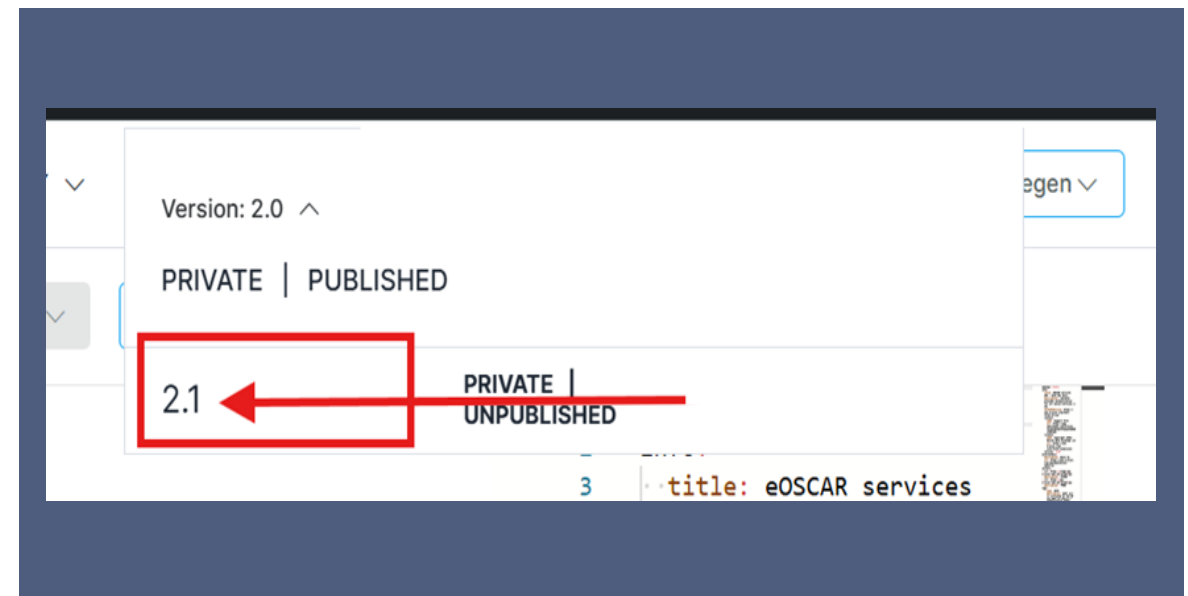 egen
Version: 2.0
PRIVATE | PUBLISHED
2.1
PRIVATE |
UNPUBLISHED
3 title: eOSCAR services